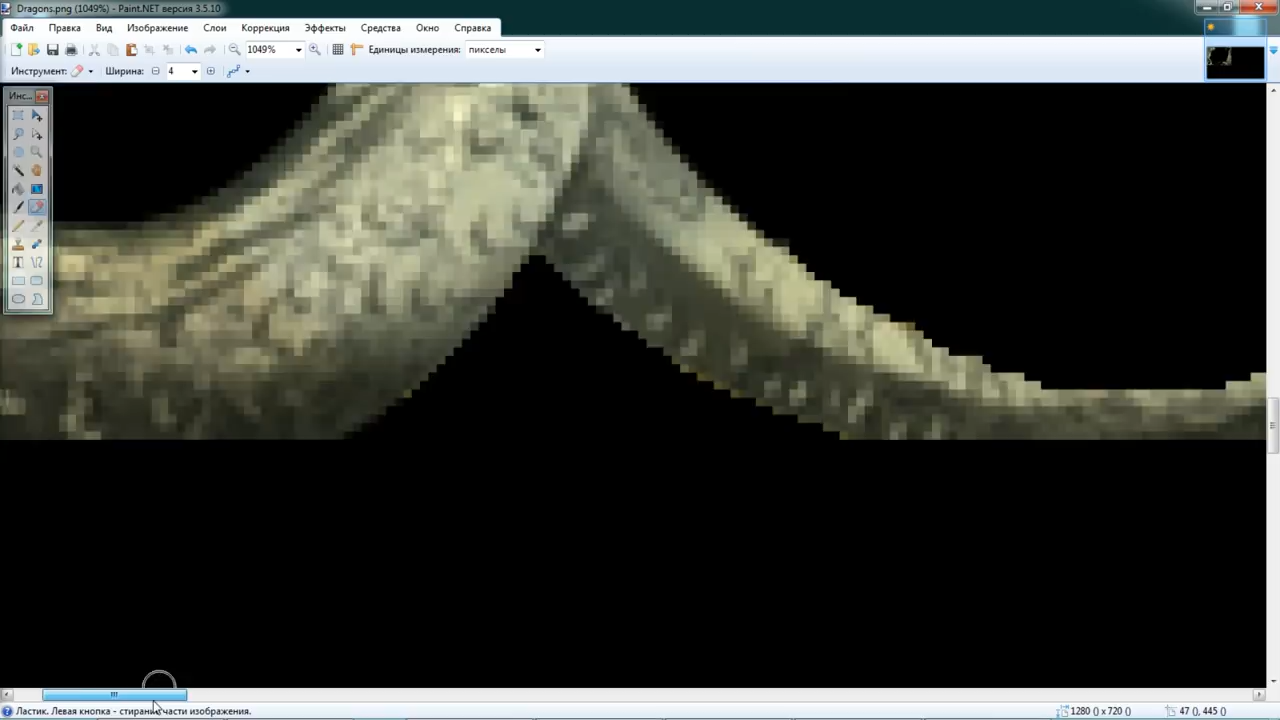 Dragons.png (1049%) - Paint.NET версия 3.5.10
Файл Правка Вид Изображение Слои Коррекция Эффекты Средства Окно Справка
1049% Единицы измерения: пикселы
Инструмент: Ширина: 4
Инс...
Ластик. Левая кнопка - стирание части изображения. 1280 () x 720 () 47 (), 445 ()